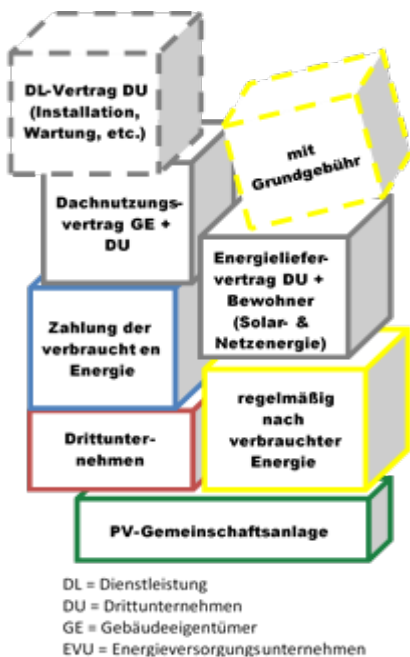 DL-Vertrag DU
(Installation,
Wartung, etc.)
mit
Grundgebühr
Dachnutzungs-
vertrag GE +
DU
Energieliefer-
vertrag DU +
Bewohner
(Solar- &
Netzenergie)
Zahlung der
verbraucht en
Energie
regelmäßig
nach
verbrauchter
Energie
Drittunter-
nehmen
PV-Gemeinschaftsanlage
DL = Dienstleistung
DU = Drittunternehmen
GE = Gebäudeeigentümer
EVU = Energieversorgungsunternehmen